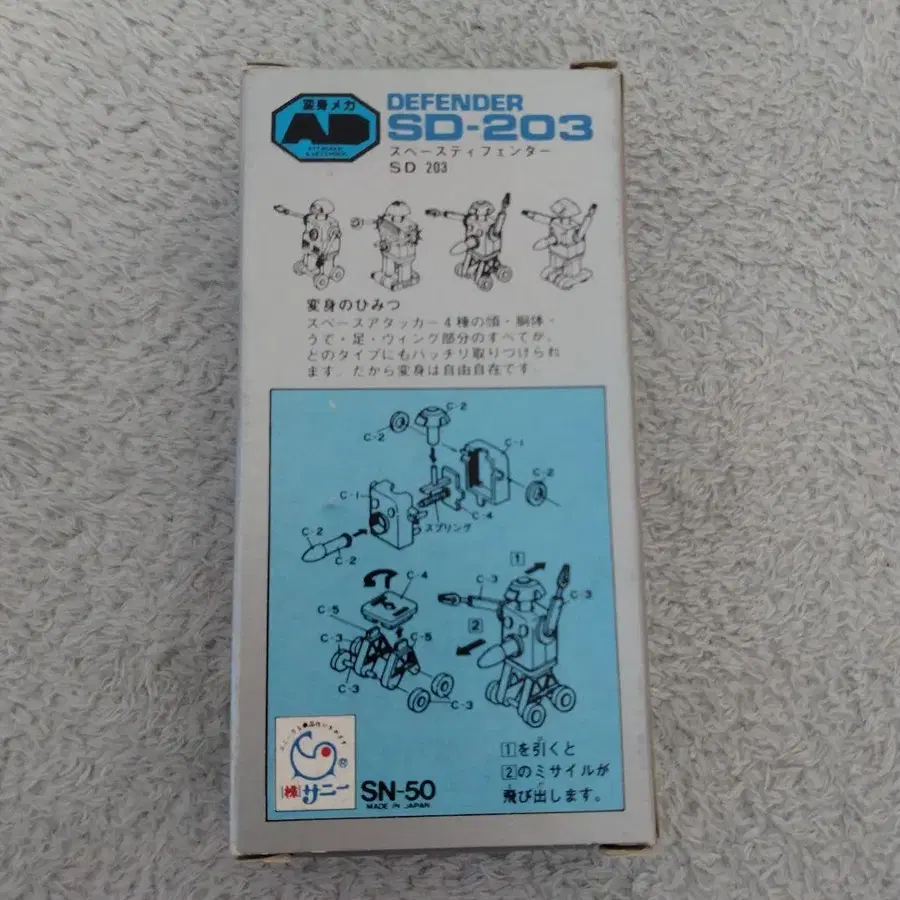 変身メカ
AD
ATTACKER
& DEFENDER
DEFENDER
SD-203
スペースディフェンター
SD 203
変身のひみつ
スペースアタッカー4種の頭・胴体・
うで・足・ウィング部分のすべてが、
どのタイプにもバッチリ取りつけられ
ます。だから変身は自由自在です。
C-2
C-2
C-1
C-2
C-1
C-4
スプリング
C-2
C-2
1
C-4
C-3
C-3
C-5
2
C-3
C-5
C-3
C-3
®
(株)サニー
SN-50
MADE IN JAPAN
1を引くと
2のミサイルが
飛び出します。